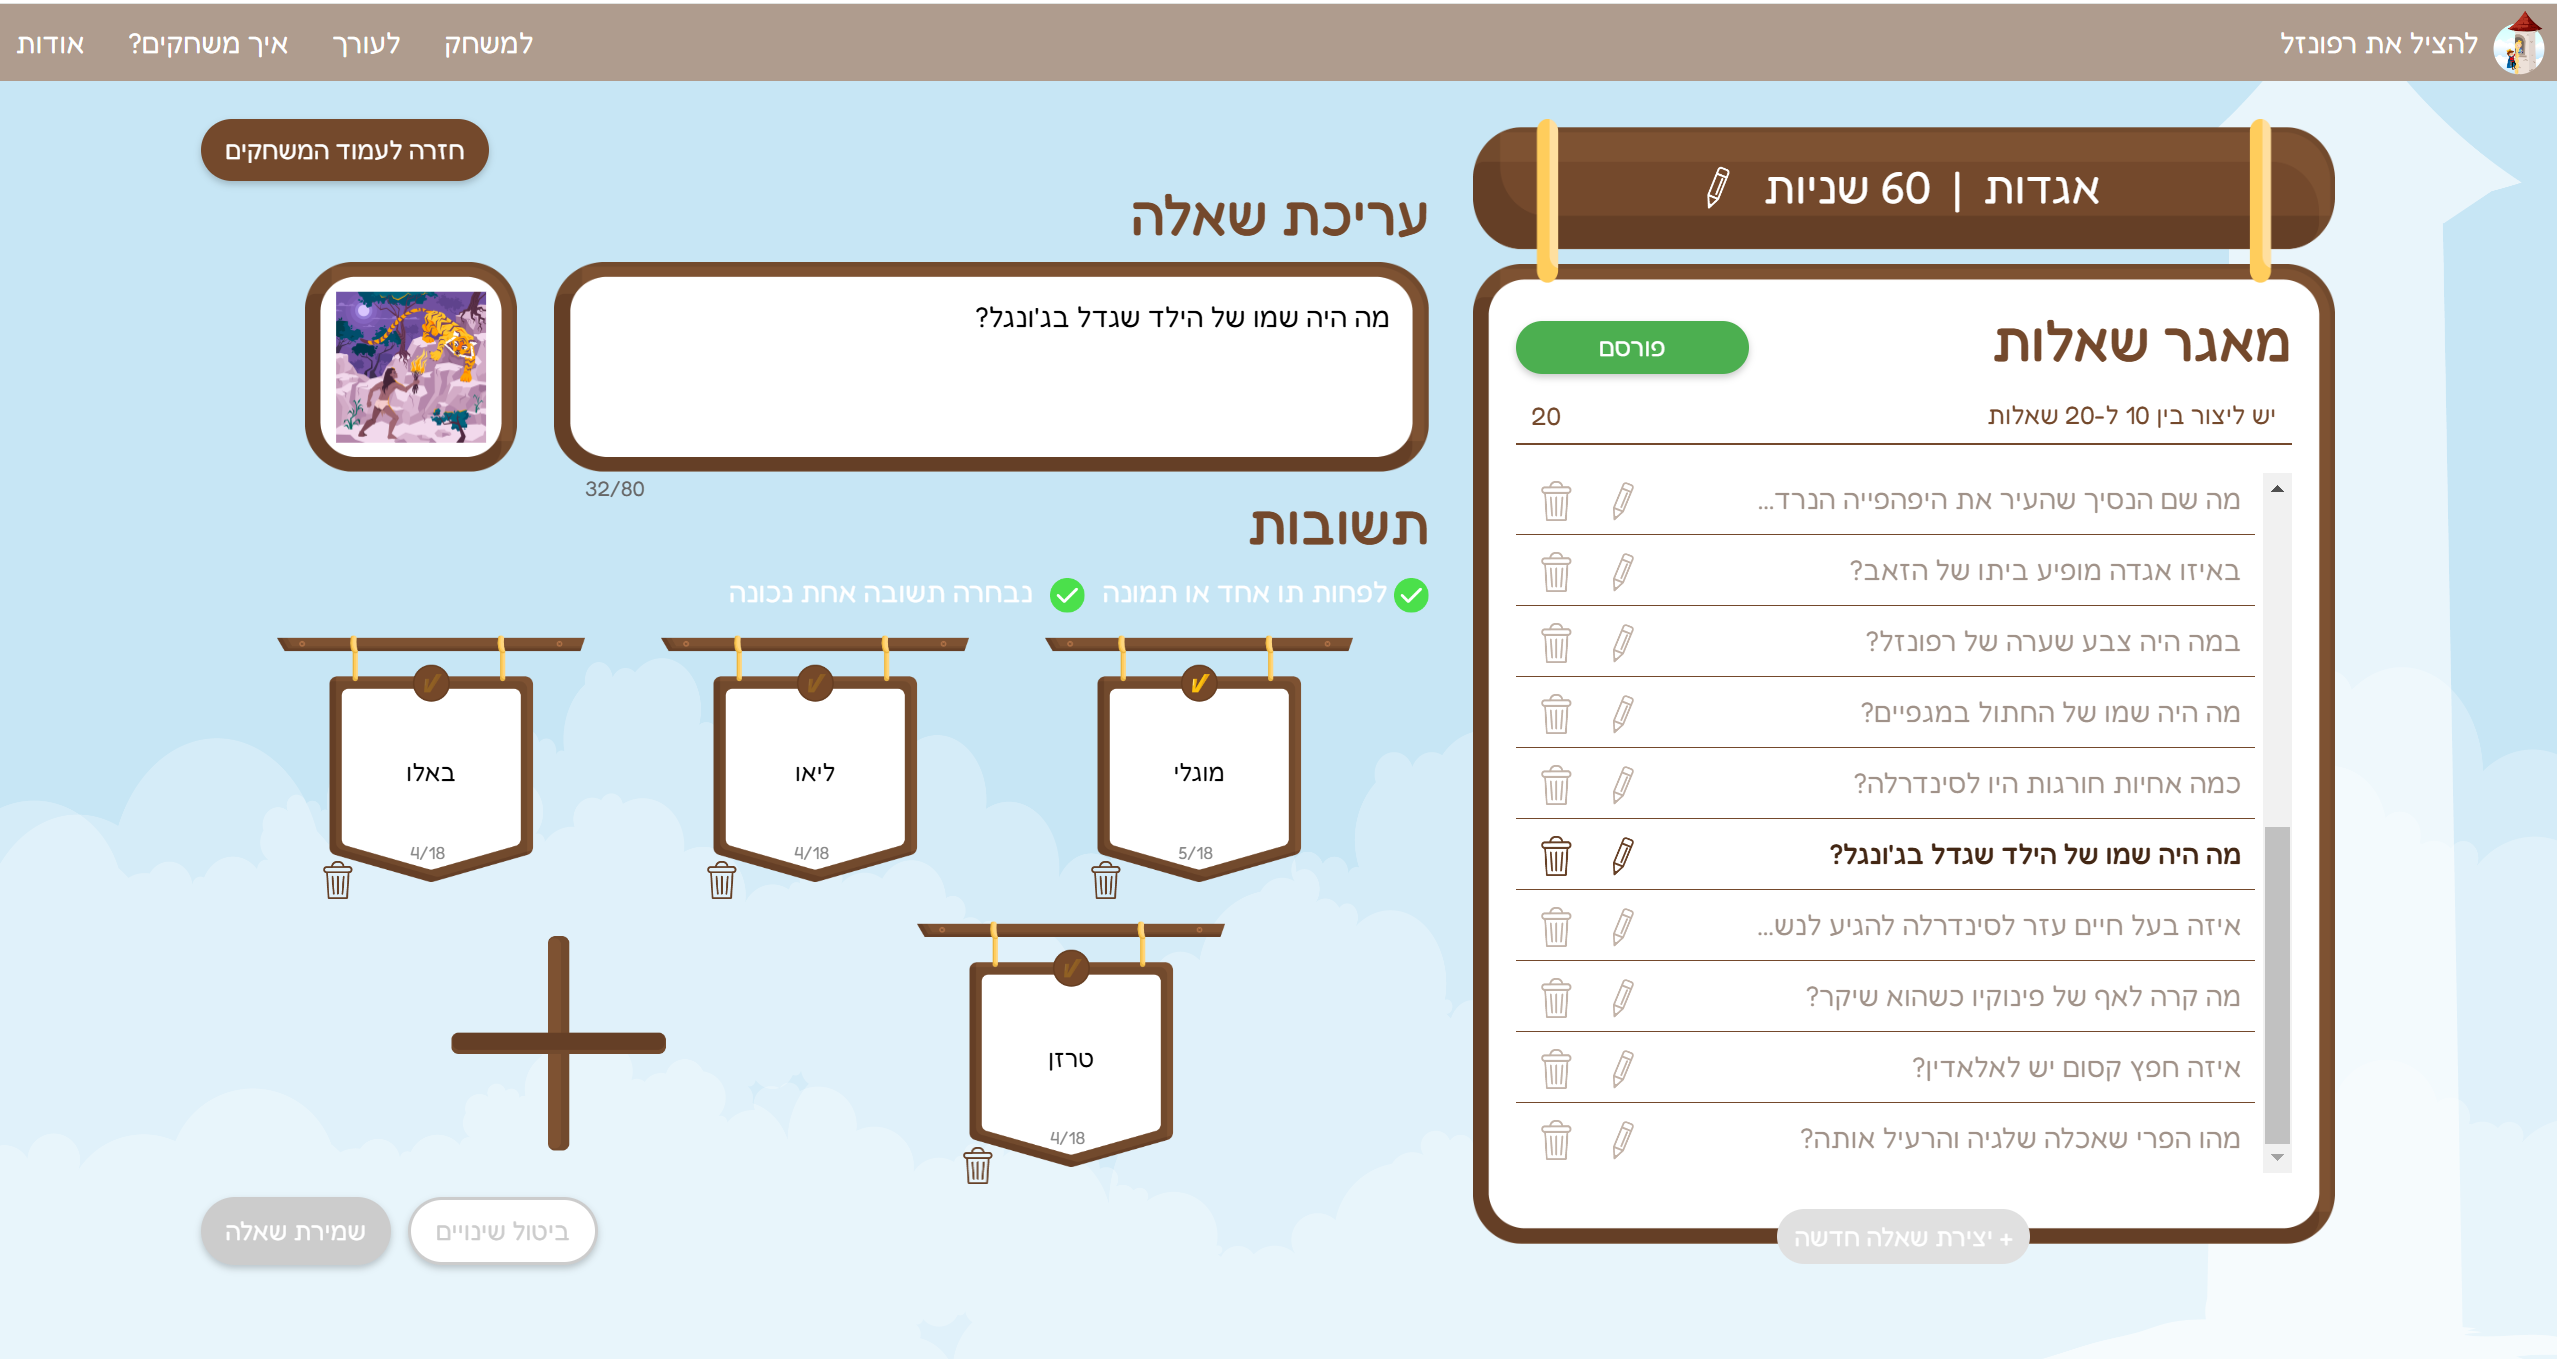 להציל את רפונזל
למשחק
לעורך
איך משחקים?
אודות
אגדות | 60 שניות
מאגר שאלות
פורסם
יש ליצור בין 10 ל-20 שאלות
20
מה שם הנסיך שהעיר את היפהפייה הנרד...
באיזו אגדה מופיע ביתו של הזאב?
במה היה צבע שערה של רפונזל?
מה היה שמו של החתול במגפיים?
כמה אחיות חורגות היו לסינדרלה?
מה היה שמו של הילד שגדל בג'ונגל?
איזה בעל חיים עזר לסינדרלה להגיע לנש...
מה קרה לאף של פינוקיו כשהוא שיקר?
איזה חפץ קסום יש לאלאדין?
מהו הפרי שאכלה שלגיה והרעיל אותה?
+ יצירת שאלה חדשה
חזרה לעמוד המשחקים
עריכת שאלה
מה היה שמו של הילד שגדל בג'ונגל?
32/80
תשובות
לפחות תו אחד או תמונה
נבחרה תשובה אחת נכונה
מוגלי
5/18
ליאו
4/18
באלו
4/18
טרזן
4/18
ביטול שינויים
שמירת שאלה